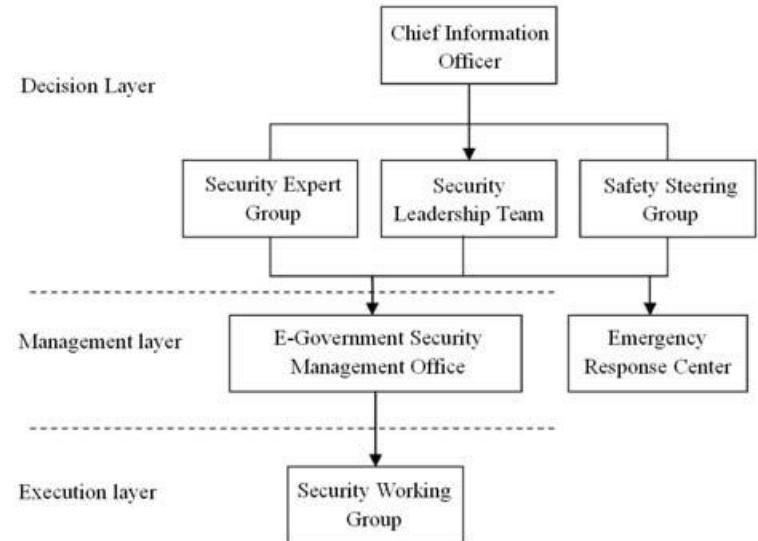 Chief Information
Officer
Decision Layer
Security Expert
Group
Security
Leadership Team
Safety Steering
Group
Management layer
E-Government Security
Management Office
Emergency
Response Center
Execution layer
Security Working
Group